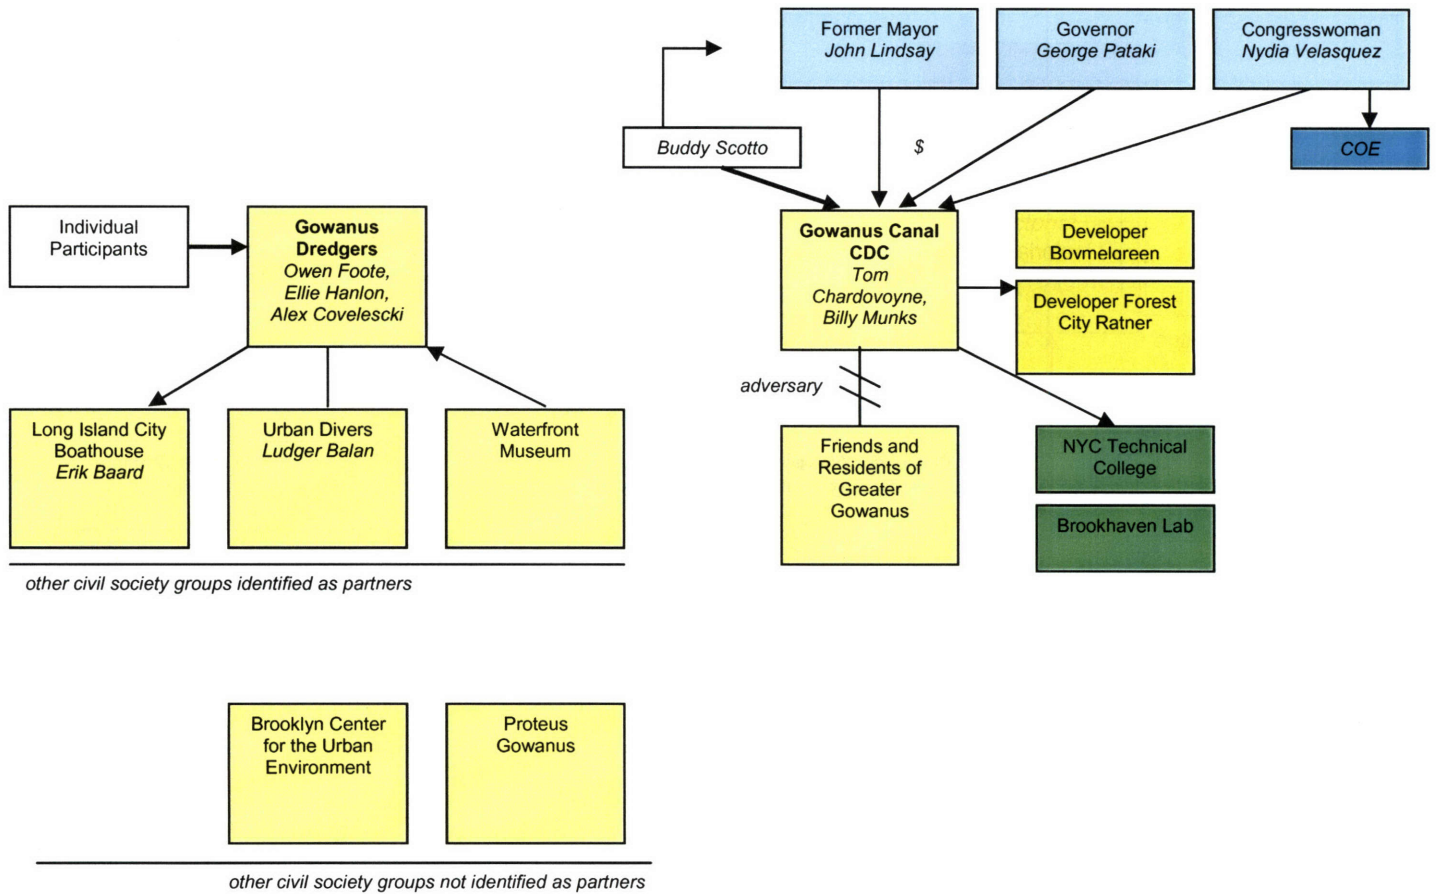 Former Mayor
John Lindsay
Governor
George Pataki
Congresswoman
Nydia Velasquez
Buddy Scotto
$
COE
Individual
Participants
Gowanus
Dredgers
Owen Foote,
Ellie Hanlon,
Alex Covelescki
Gowanus Canal
CDC
Tom
Chardovoyne,
Billy Munks
Developer
Boymelgreen
Developer Forest
City Ratner
adversary
Long Island City
Boathouse
Erik Baard
Urban Divers
Ludger Balan
Waterfront
Museum
Friends and
Residents of
Greater
Gowanus
NYC Technical
College
Brookhaven Lab
other civil society groups identified as partners
Brooklyn Center
for the Urban
Environment
Proteus
Gowanus
other civil society groups not identified as partners